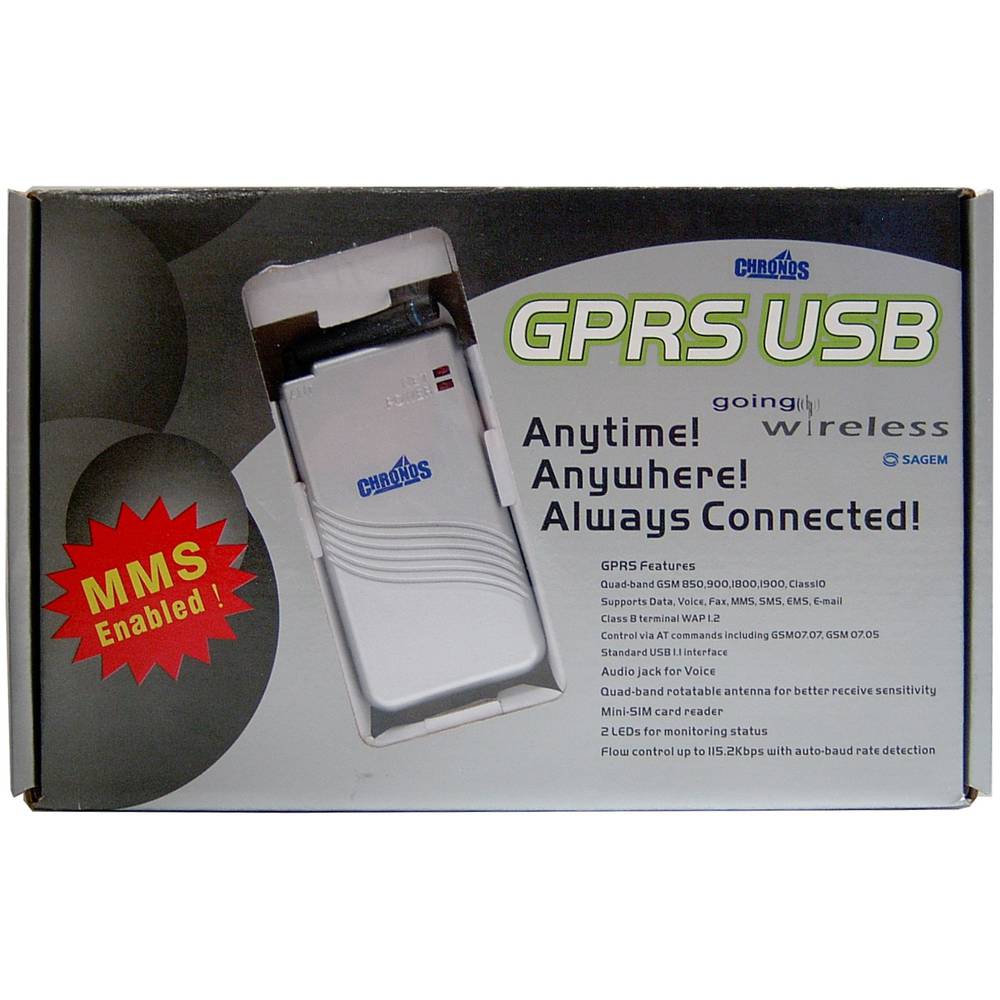 CHRONOS
GPRS USB
going
wireless
SAGEM
Anytime!
Anywhere!
Always Connected!
POWER
CHRONOS
MMS
Enabled!
GPRS Features
Quad-band GSM 850,900,1800,1900, Class10
Supports Data, Voice, Fax, MMS, SMS, EMS, E-mail
Class B terminal WAP 1.2
Control via AT commands including GSM07.07, GSM 07.05
Standard USB 1.1 interface
Audio jack for Voice
Quad-band rotatable antenna for better receive sensitivity
Mini-SIM card reader
2 LEDs for monitoring status
Flow control up to 115.2Kbps with auto-baud rate detection